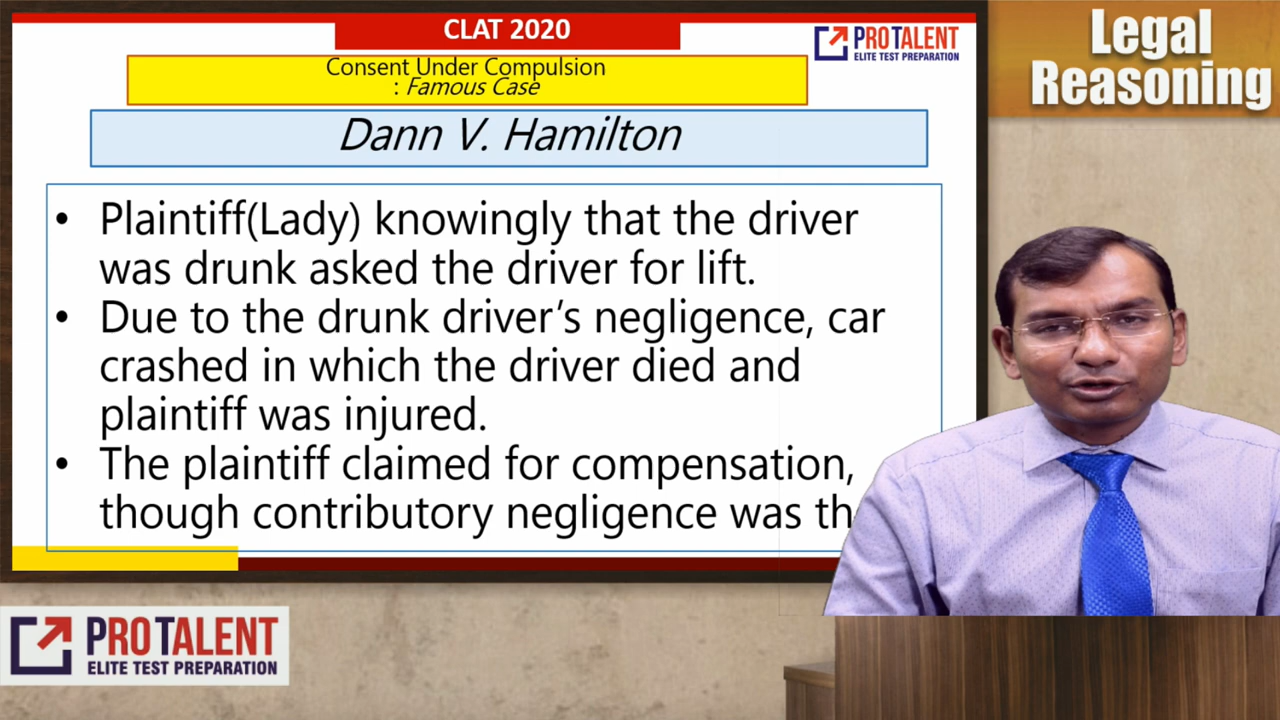 CLAT 2020
PROTALENT
ELITE TEST PREPARATION
Legal
Reasoning
Consent Under Compulsion
: Famous Case
Dann V. Hamilton
• Plaintiff(Lady) knowingly that the driver
was drunk asked the driver for lift.
• Due to the drunk driver’s negligence, car
crashed in which the driver died and
plaintiff was injured.
• The plaintiff claimed for compensation,
though contributory negligence was
PROTALENT
ELITE TEST PREPARATION